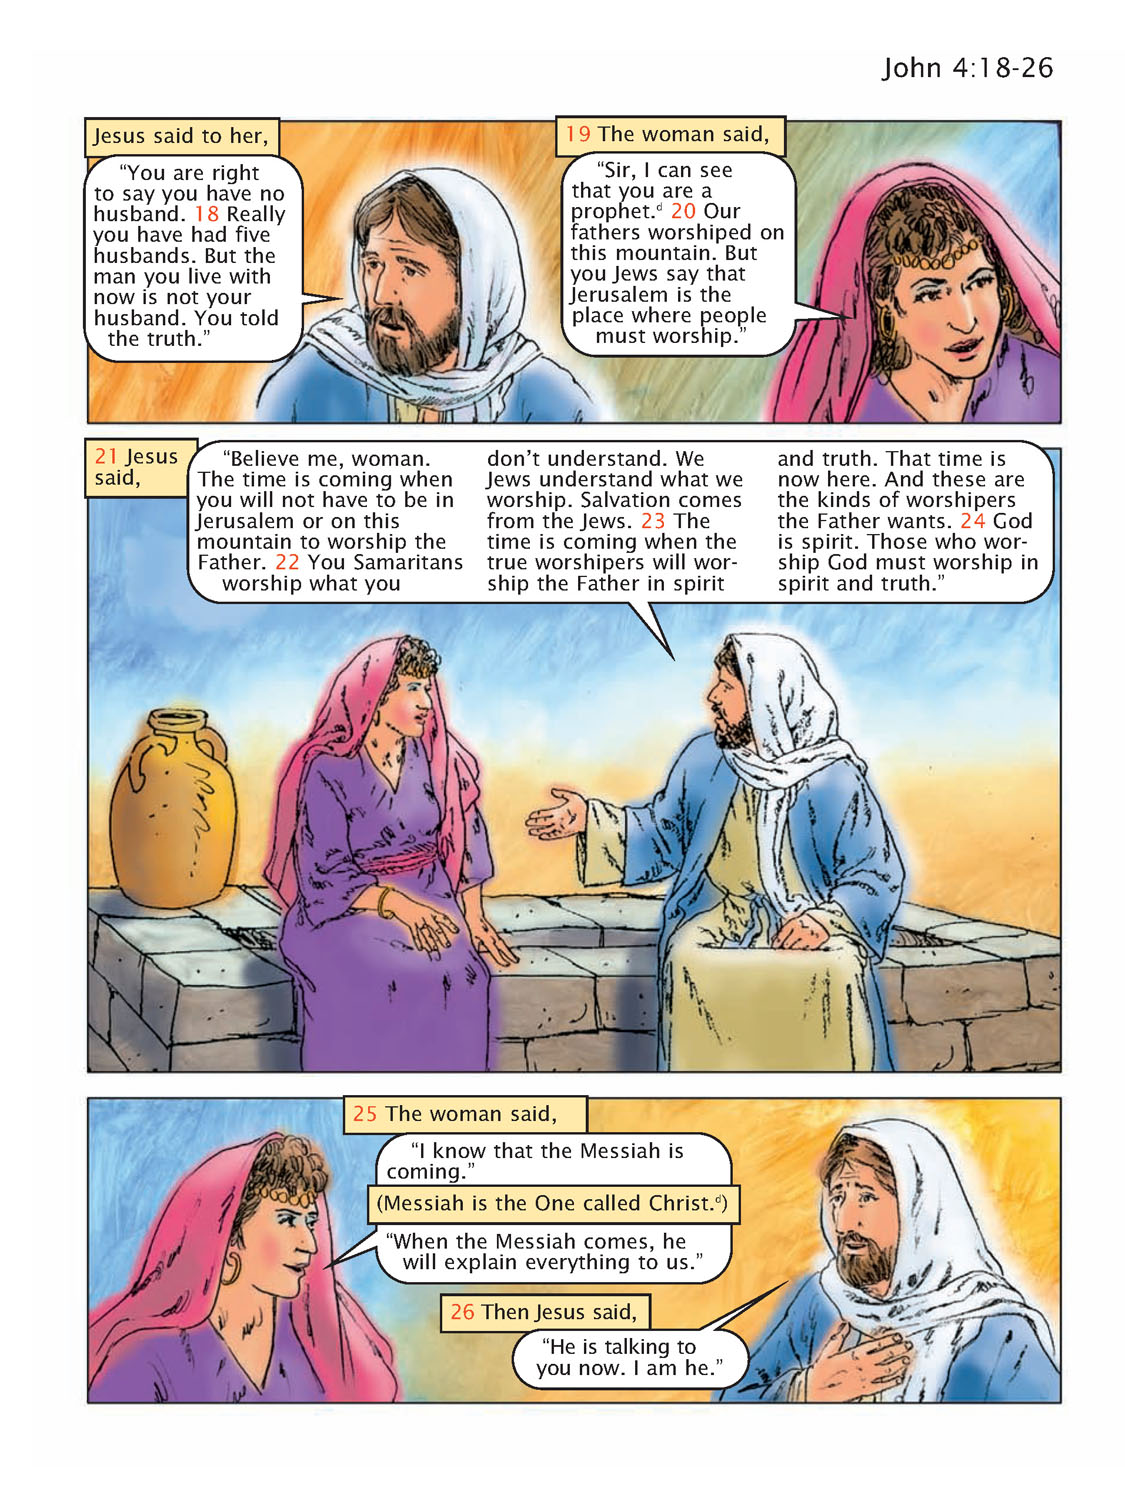 John 4:18-26
Jesus said to her,
“You are right
to say you have no
husband. 18 Really
you have had five
husbands. But the
man you live with
now is not your
husband. You told
the truth.”
19 The woman said,
“Sir, I can see
that you are a
prophet.d 20 Our
fathers worshiped on
this mountain. But
you Jews say that
Jerusalem is the
place where people
must worship.”
21 Jesus
said,
“Believe me, woman.
The time is coming when
you will not have to be in
Jerusalem or on this
mountain to worship the
Father. 22 You Samaritans
worship what you
don’t understand. We
Jews understand what we
worship. Salvation comes
from the Jews. 23 The
time is coming when the
true worshipers will wor-
ship the Father in spirit
and truth. That time is
now here. And these are
the kinds of worshipers
the Father wants. 24 God
is spirit. Those who wor-
ship God must worship in
spirit and truth.”
25 The woman said,
“I know that the Messiah is
coming.”
(Messiah is the One called Christ.d)
“When the Messiah comes, he
will explain everything to us.”
26 Then Jesus said,
“He is talking to
you now. I am he.”